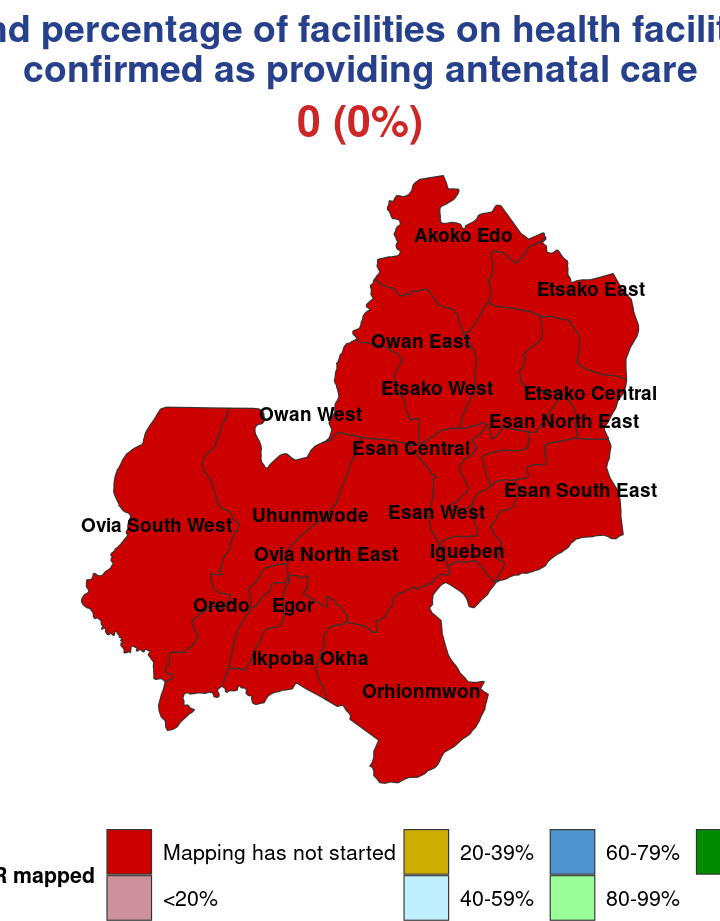 percentage of facilities on health
confirmed as providing antenatal care
0 (0%)
Akoko Edo
Etsako East
Owan East
Etsako West
Etsako Central
Owan West
Esan North East
Esan Central
Esan South East
Uhunmwode
Esan West
Ovia South West
Ovia North East
Igueben
Oredo
Egor
Ikpoba Okha
Orhionmwon
Mapping has not started
20-39%
60-79%
R mapped
<20%
40-59%
80-99%